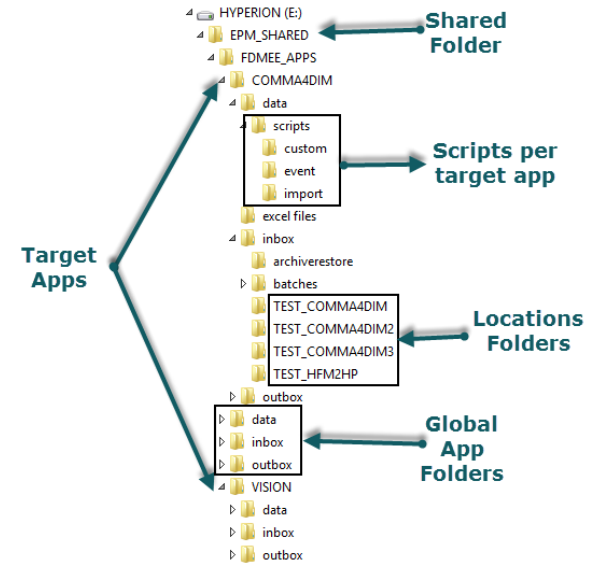 HYPERION (E:)
EPM_SHARED
Shared
Folder
FDMEE_APPS
COMMA4DIM
data
scripts
custom
event
import
Scripts per
target app
excel files
inbox
Target
Apps
archiverestore
batches
TEST_COMMA4DIM
TEST_COMMA4DIM2
TEST_COMMA4DIM3
TEST_HFM2HP
Locations
Folders
outbox
data
inbox
outbox
Global
App
Folders
VISION
data
inbox
outbox